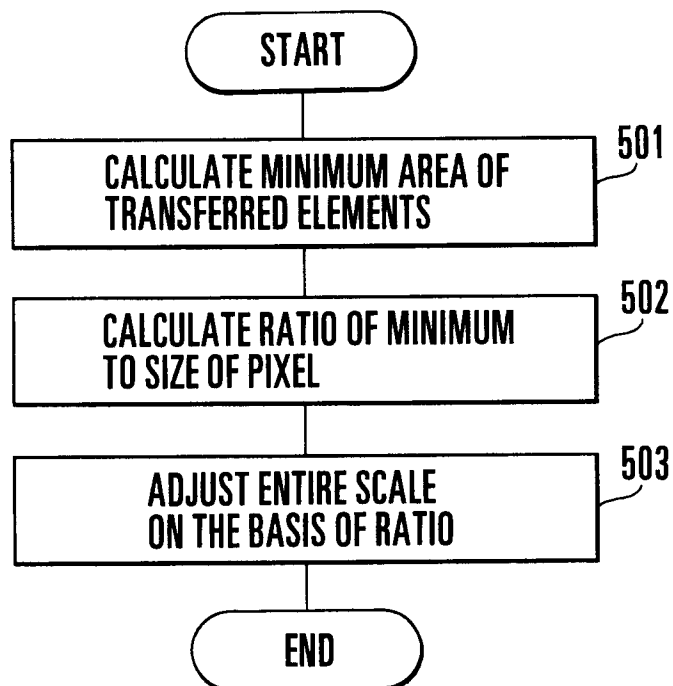 START
501
CALCULATE MINIMUM AREA OF
TRANSFERRED ELEMENTS
502
CALCULATE RATIO OF MINIMUM
TO SIZE OF PIXEL
503
ADJUST ENTIRE SCALE
ON THE BASIS OF RATIO
END